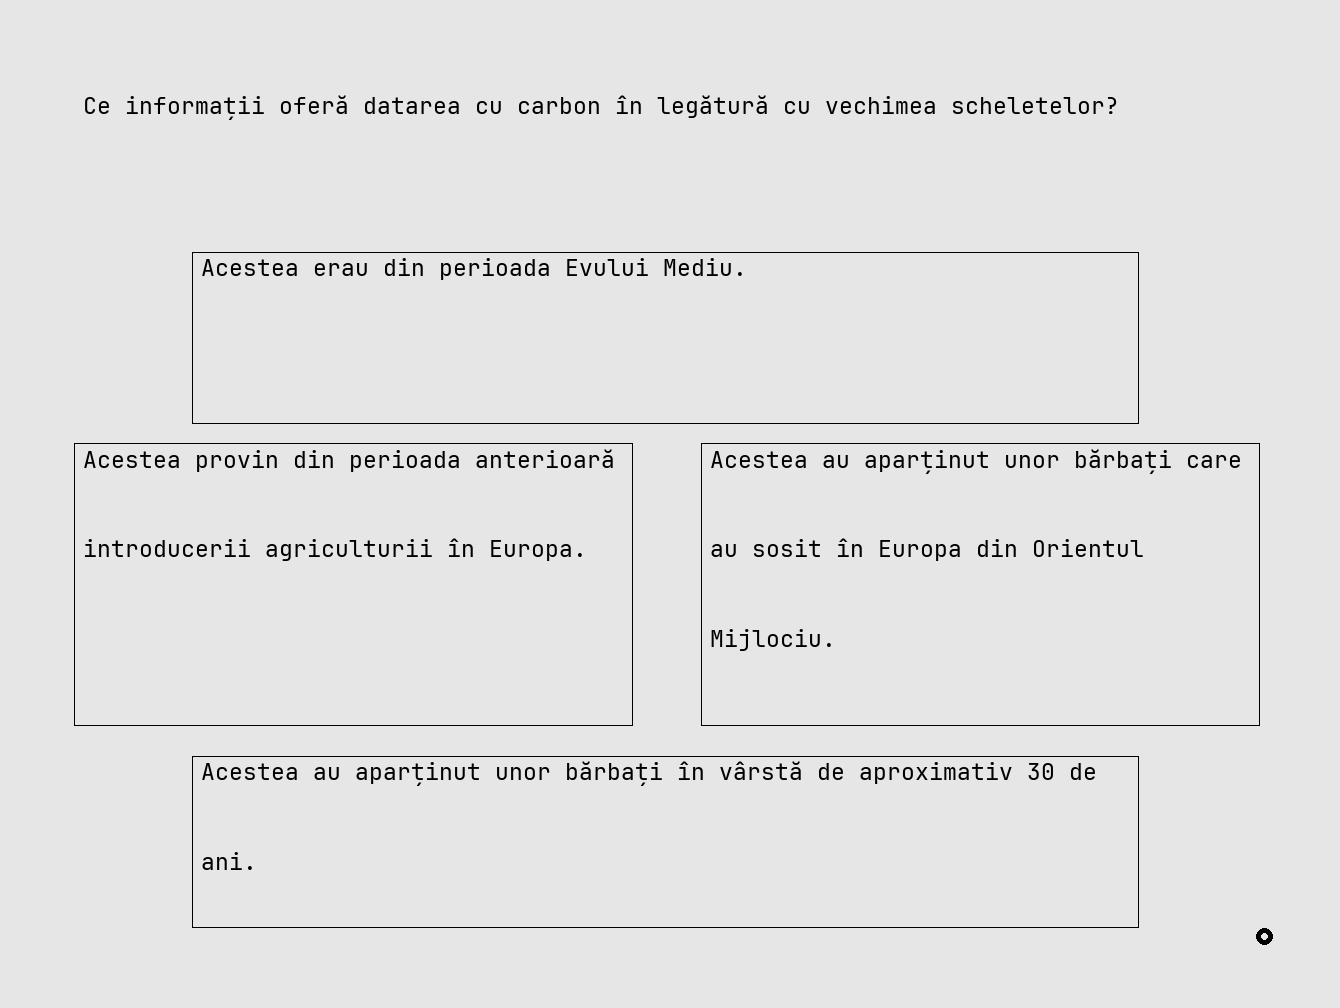 Ce informații oferă datarea cu carbon în legătură cu vechimea scheletelor?
Acestea erau din perioada Evului Mediu.
Acestea provin din perioada anterioară
introducerii agriculturii în Europa.
Acestea au aparținut unor bărbați care
au sosit în Europa din Orientul
Mijlociu.
Acestea au aparținut unor bărbați în vârstă de aproximativ 30 de
ani.